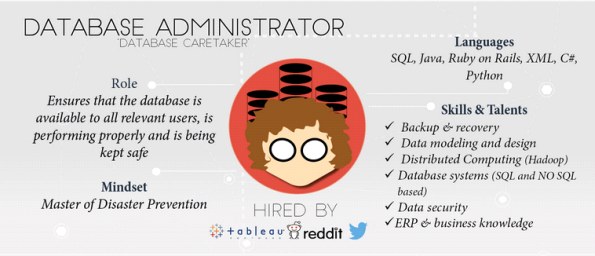 DATABASE ADMINISTRATOR
'DATABASE CARETAKER'
Role
Ensures that the database is
available to all relevant users, is
performing properly and is being
kept safe
Mindset
Master of Disaster Prevention
HIRED BY
tableau
reddit
Languages
SQL, Java, Ruby on Rails, XML, C#,
Python
Skills & Talents
✓ Backup & recovery
✓ Data modeling and design
✓ Distributed Computing (Hadoop)
✓ Database systems (SQL and NO SQL
based)
✓ Data security
✓ ERP & business knowledge